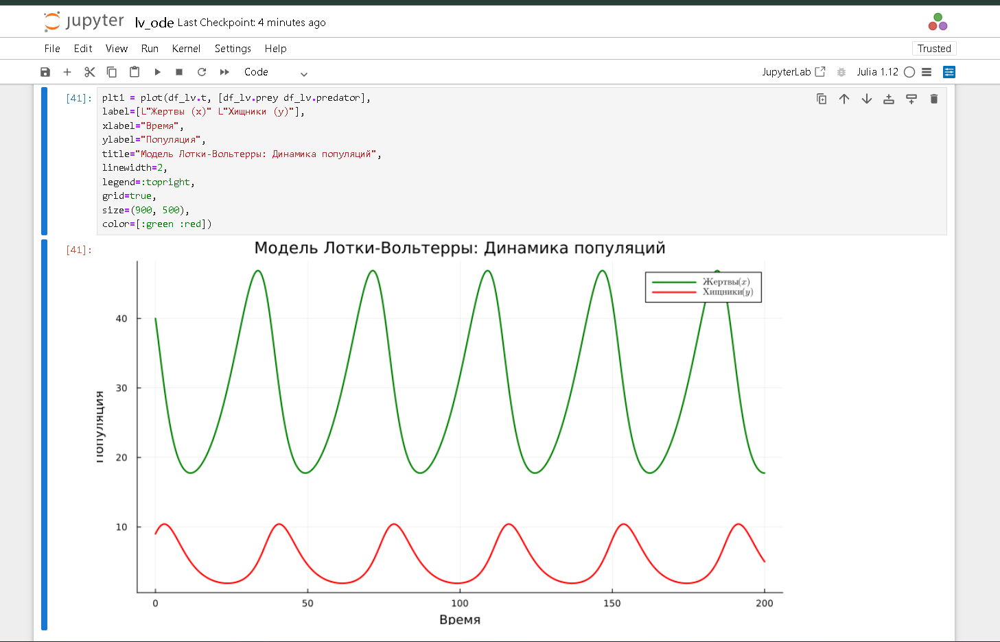 jupyter lv_ode Last Checkpoint: 4 minutes ago
File Edit View Run Kernel Settings Help Trusted
Code JupyterLab Julia 1.12
[41]: plt1 = plot(df_lv.t, [df_lv.prey df_lv.predator],
label=[L"Жертвы (x)" L"Хищники (y)"],
xlabel="Время",
ylabel="Популяция",
title="Модель Лотки-Вольтерры: Динамика популяций",
linewidth=2,
legend=:topright,
grid=true,
size=(900, 500),
color=[:green :red])
[41]:
Модель Лотки-Вольтерры: Динамика популяций
Жертвы(x)
Хищники(y)
40
30
20
10
Популяция
0 50 100 150 200
Время